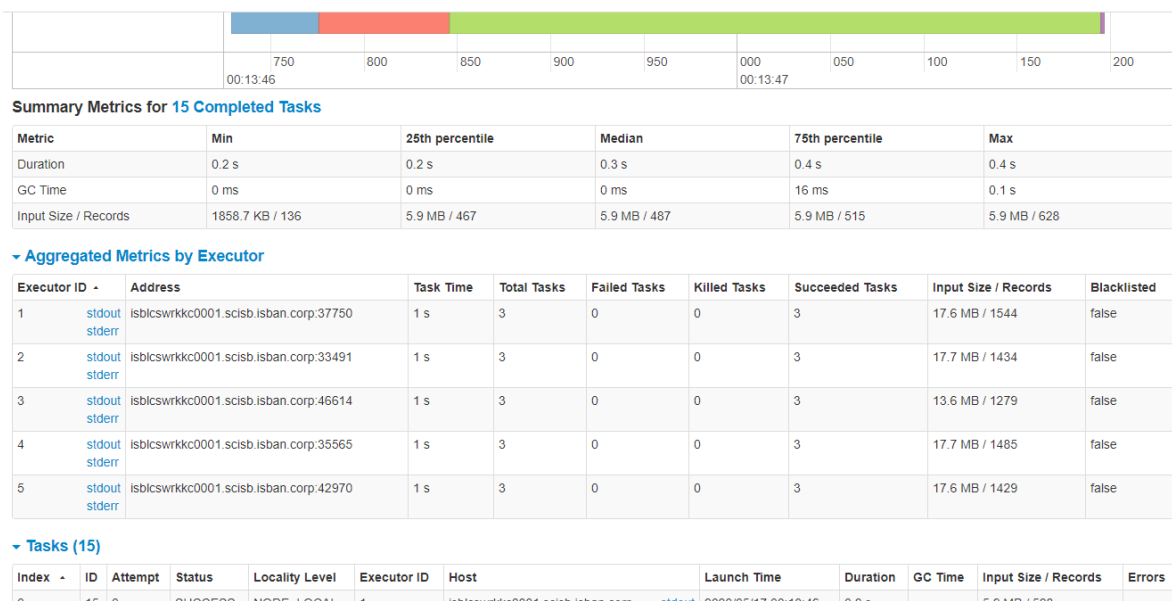 750 800 850 900 950 000 050 100 150 200
00:13:46 00:13:47
Summary Metrics for 15 Completed Tasks
Metric Min 25th percentile Median 75th percentile Max
Duration 0.2 s 0.2 s 0.3 s 0.4 s 0.4 s
GC Time 0 ms 0 ms 0 ms 16 ms 0.1 s
Input Size / Records 1858.7 KB / 136 5.9 MB / 467 5.9 MB / 487 5.9 MB / 515 5.9 MB / 628
Aggregated Metrics by Executor
Executor ID Address Task Time Total Tasks Failed Tasks Killed Tasks Succeeded Tasks Input Size / Records Blacklisted
1 stdout isblcswrkkc0001.scisb.isban.corp:37750 1 s 3 0 0 3 17.6 MB / 1544 false
stderr
2 stdout isblcswrkkc0001.scisb.isban.corp:33491 1 s 3 0 0 3 17.7 MB / 1434 false
stderr
3 stdout isblcswrkkc0001.scisb.isban.corp:46614 1 s 3 0 0 3 13.6 MB / 1279 false
stderr
4 stdout isblcswrkkc0001.scisb.isban.corp:35565 1 s 3 0 0 3 17.7 MB / 1485 false
stderr
5 stdout isblcswrkkc0001.scisb.isban.corp:42970 1 s 3 0 0 3 17.6 MB / 1429 false
stderr
Tasks (15)
Index ID Attempt Status Locality Level Executor ID Host Launch Time Duration GC Time Input Size / Records Errors